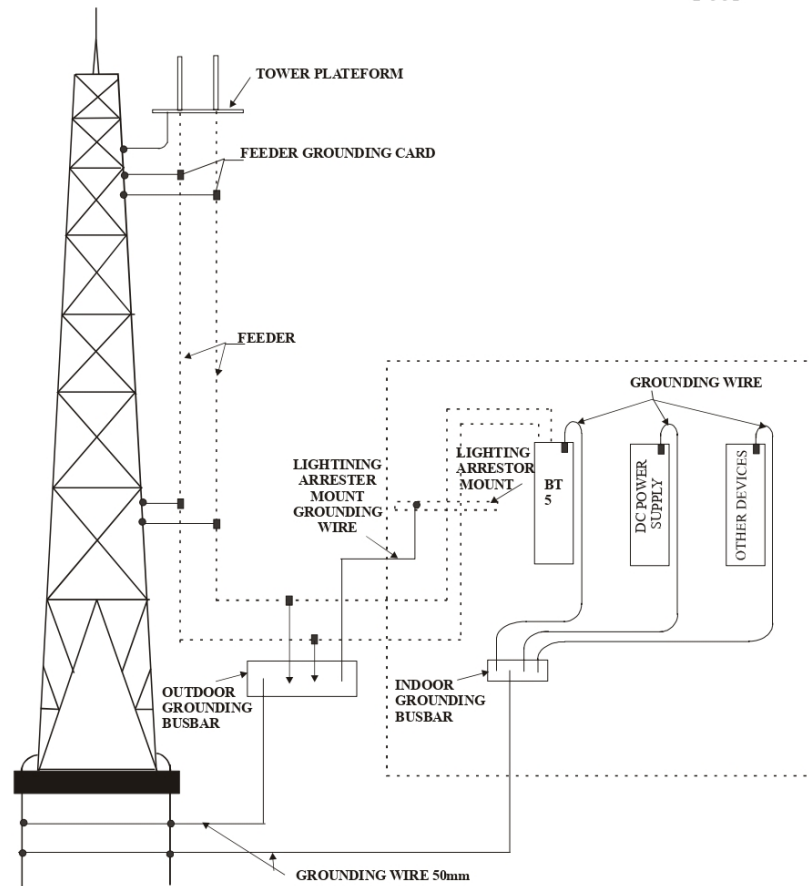 TOWER PLATEFORM
FEEDER GROUNDING CARD
FEEDER
GROUNDING WIRE
LIGHTINING
ARRESTER
MOUNT
GROUNDING
WIRE
LIGHTING
ARRESTOR
MOUNT
BT
5
DC POWER
SUPPLY
OTHER DEVICES
OUTDOOR
GROUNDING
BUSBAR
INDOOR
GROUNDING
BUSBAR
GROUNDING WIRE 50mm